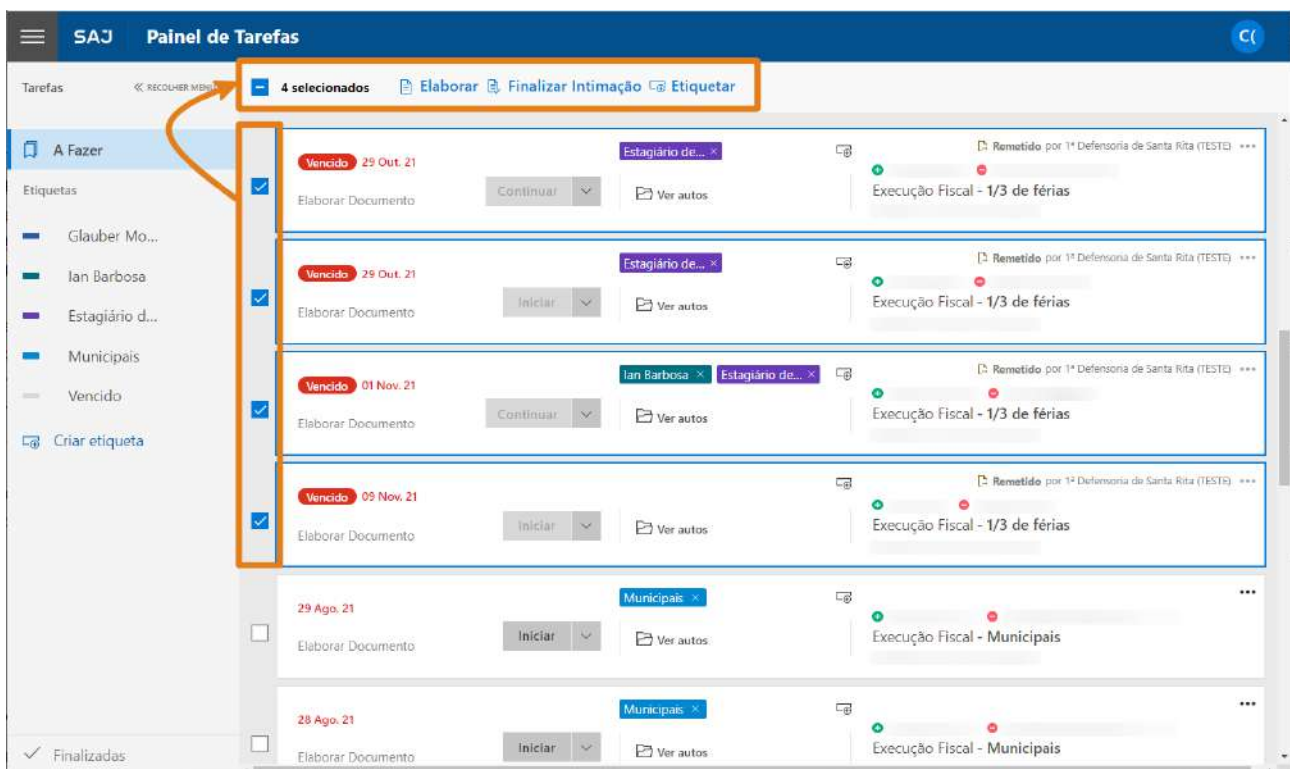 SAJ Painel de Tarefas C(
Tarefas RECOLHER MENU
4 selecionados Elaborar Finalizar Intimação Etiquetar
A Fazer
Etiquetas
Glauber Mo...
Ian Barbosa
Estagiário d...
Municipais
Vencido
Criar etiqueta
Finalizadas
Vencido 29 Out. 21
Elaborar Documento
Continuar
Estagiário de... ×
Ver autos
Remetido por 1ª Defensoria de Santa Rita (TESTE) •••
Execução Fiscal - 1/3 de férias
Vencido 29 Out. 21
Elaborar Documento
Iniciar
Estagiário de... ×
Ver autos
Remetido por 1ª Defensoria de Santa Rita (TESTE) •••
Execução Fiscal - 1/3 de férias
Vencido 01 Nov. 21
Elaborar Documento
Continuar
Ian Barbosa × Estagiário de... ×
Ver autos
Remetido por 1ª Defensoria de Santa Rita (TESTE) •••
Execução Fiscal - 1/3 de férias
Vencido 09 Nov. 21
Elaborar Documento
Iniciar
Ver autos
Remetido por 1ª Defensoria de Santa Rita (TESTE) •••
Execução Fiscal - 1/3 de férias
29 Ago. 21
Elaborar Documento
Iniciar
Municipais ×
Ver autos
•••
Execução Fiscal - Municipais
28 Ago. 21
Elaborar Documento
Iniciar
Municipais ×
Ver autos
•••
Execução Fiscal - Municipais